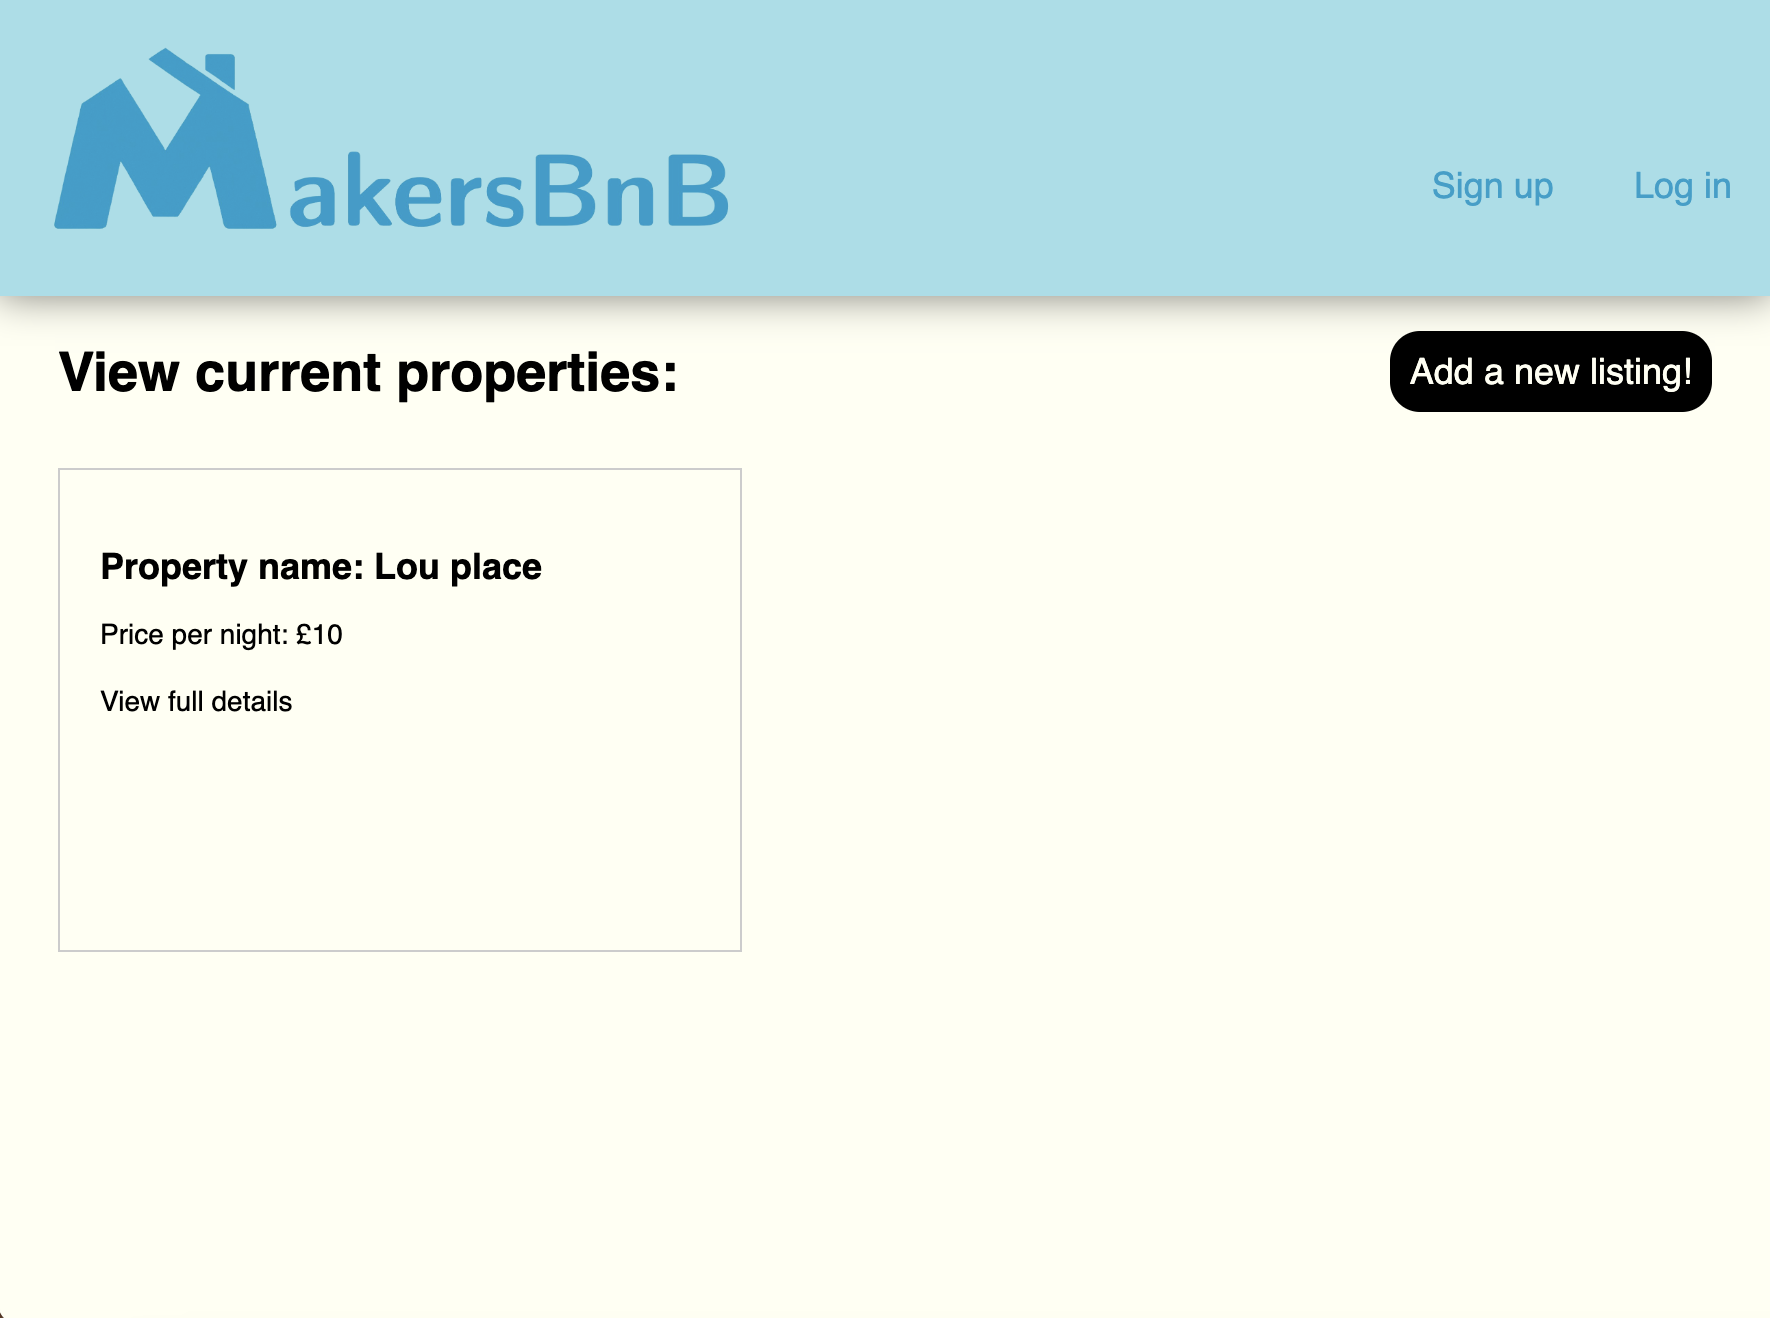 MakersBnB
Sign up
Log in
View current properties:
Add a new listing!
Property name: Lou place
Price per night: £10
View full details